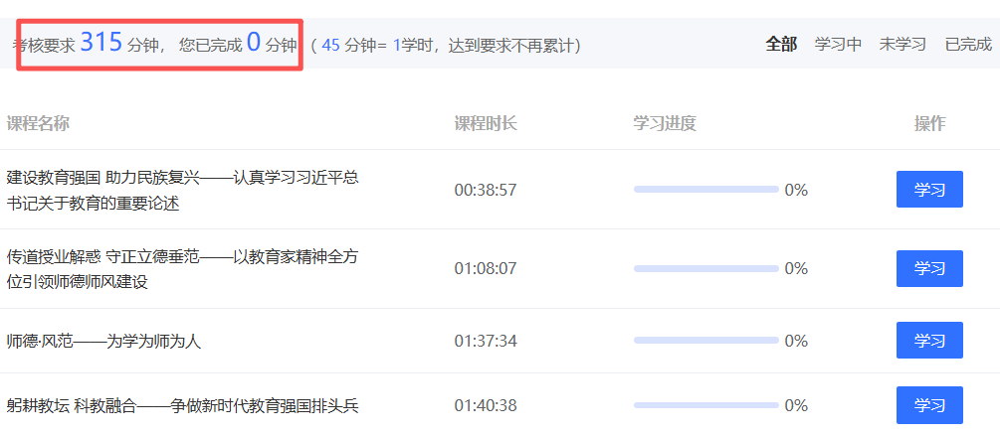 考核要求 315 分钟， 您已完成 0 分钟 （ 45 分钟= 1学时，达到要求不再累计） 全部 学习中 未学习 已完成
课程名称 课程时长 学习进度 操作
建设教育强国 助力民族复兴——认真学习习近平总
书记关于教育的重要论述 00:38:57 0% 学习
传道授业解惑 守正立德垂范——以教育家精神全方
位引领师德师风建设 01:08:07 0% 学习
师德·风范——为学为师为人 01:37:34 0% 学习
躬耕教坛 科教融合——争做新时代教育强国排头兵 01:40:38 0% 学习